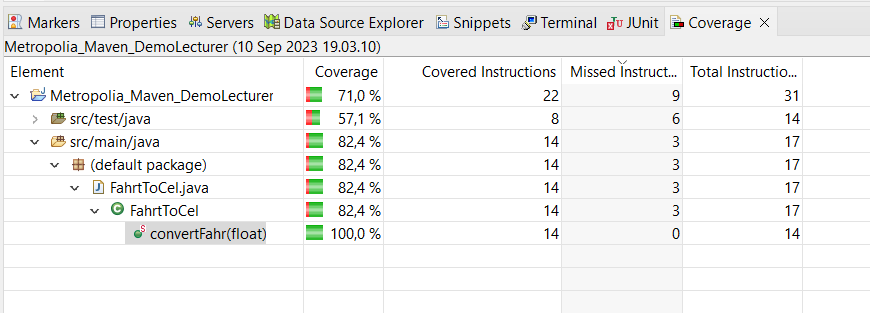 Markers Properties Servers Data Source Explorer Snippets Terminal JUnit Coverage
Metropolia_Maven_DemoLecturer (10 Sep 2023 19.03.10)
Element Coverage Covered Instructions Missed Instruct... Total Instructio...
Metropolia_Maven_DemoLecturer 71,0 % 22 9 31
src/test/java 57,1 % 8 6 14
src/main/java 82,4 % 14 3 17
(default package) 82,4 % 14 3 17
FahrtToCel.java 82,4 % 14 3 17
FahrtToCel 82,4 % 14 3 17
convertFahr(float) 100,0 % 14 0 14